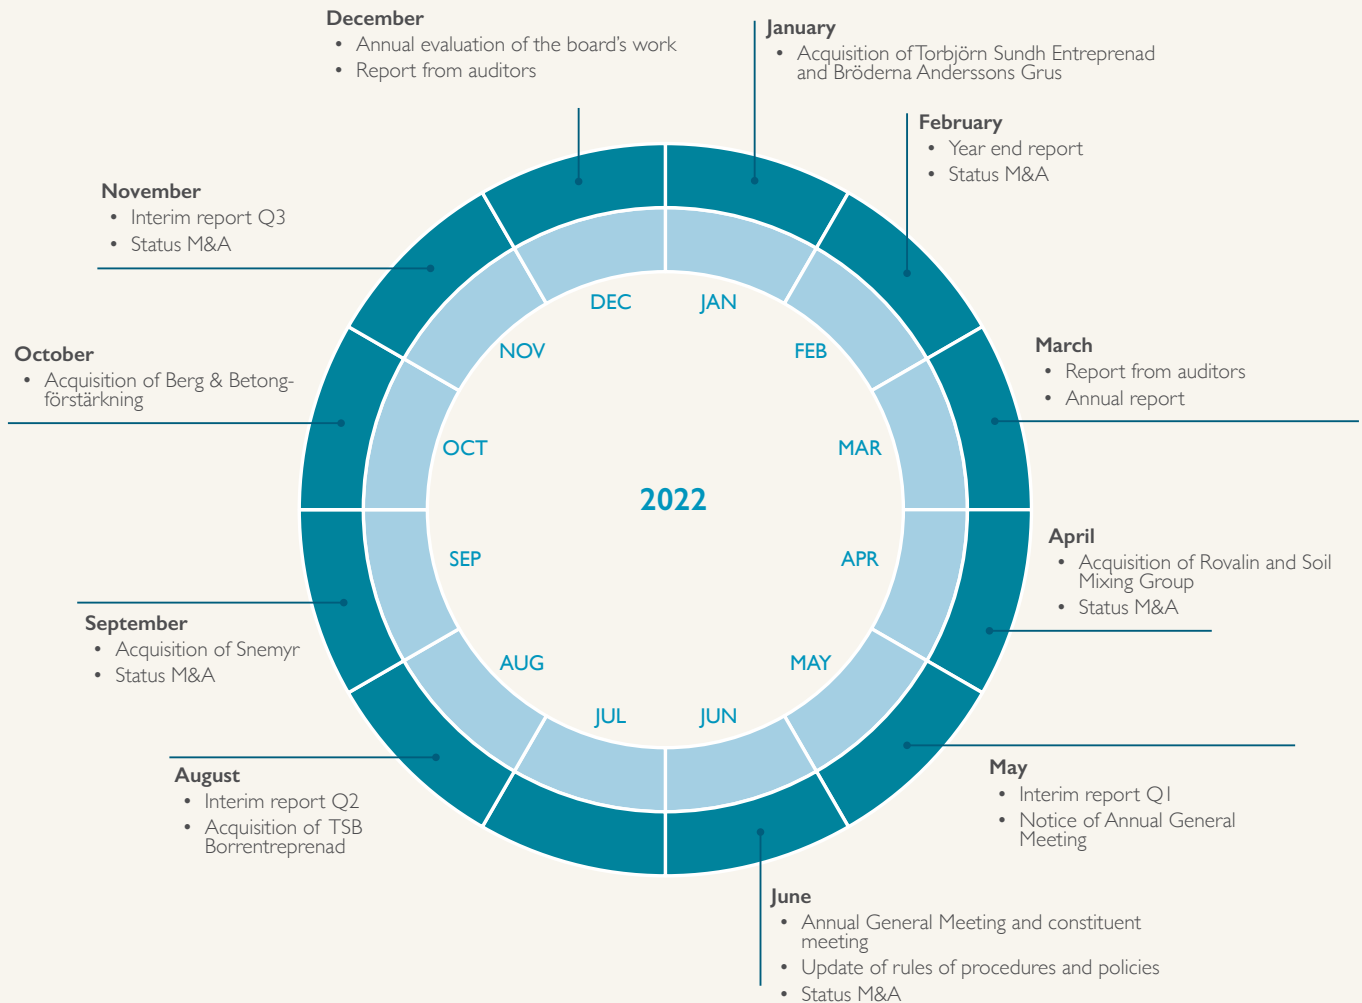 December
• Annual evaluation of the board's work
• Report from auditors
January
• Acquisition of Torbjörn Sundh Entreprenad
and Bröderna Anderssons Grus
February
• Year end report
• Status M&A
March
• Report from auditors
• Annual report
April
• Acquisition of Rovalin and Soil
Mixing Group
• Status M&A
May
• Interim report Q1
• Notice of Annual General
Meeting
June
• Annual General Meeting and constituent
meeting
• Update of rules of procedures and policies
• Status M&A
August
• Interim report Q2
• Acquisition of TSB
Borrentreprenad
September
• Acquisition of Snemyr
• Status M&A
October
• Acquisition of Berg & Betong-
förstärkning
November
• Interim report Q3
• Status M&A
JAN
FEB
MAR
APR
MAY
JUN
JUL
AUG
SEP
OCT
NOV
DEC
2022